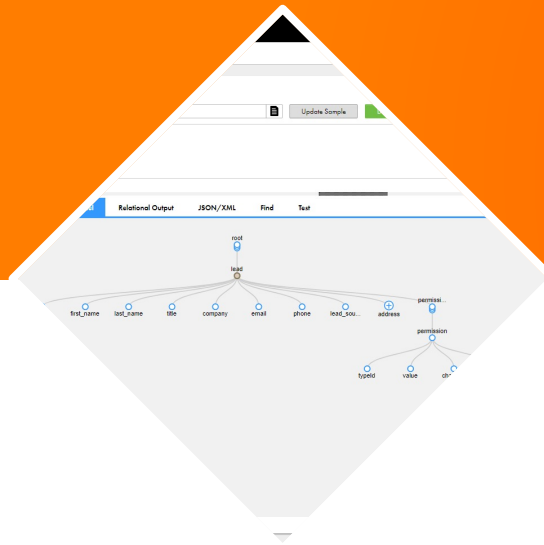 Update Sample
Relational Output JSON/XML Find Test
root
lead
first_name last_name title company email phone lead_sou... address permissi...
permission
typeId value